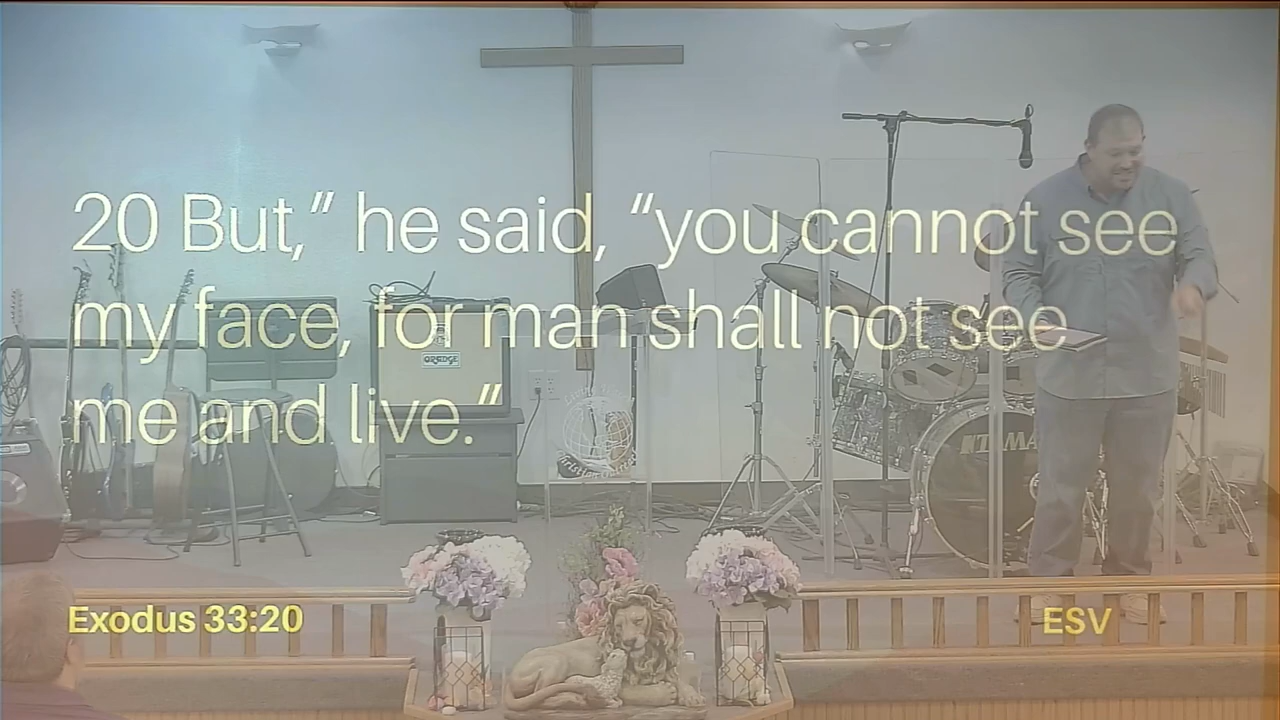 20 But,” he said, “you cannot see
my face, for man shall not see
me and live.”
ORANGE
TAMA
Exodus 33:20
ESV